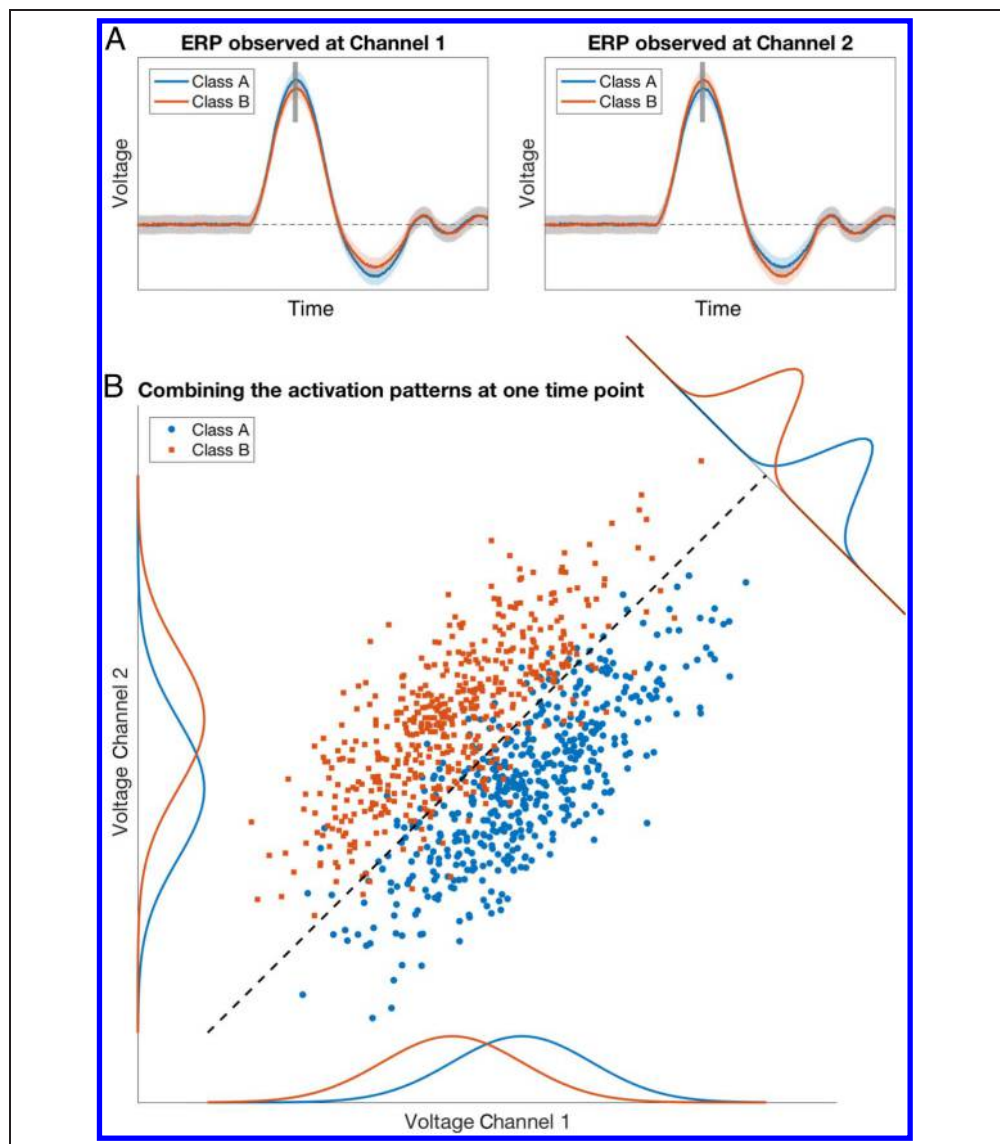 A
ERP observed at Channel 1
ERP observed at Channel 2
Class A
Class B
Class A
Class B
Voltage
Voltage
Time
Time
B
Combining the activation patterns at one time point
Class A
Class B
Voltage Channel 2
Voltage Channel 1